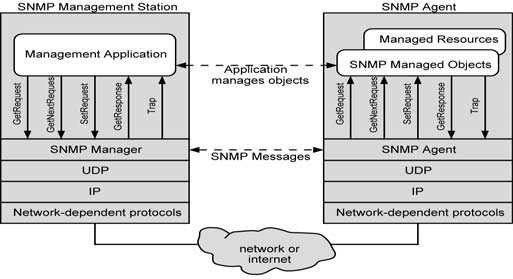 SNMP Management Station
SNMP Agent
Management Application
Managed Resources
SNMP Managed Objects
Application
manages objects
GetRequest
GetNextRequest
SetRequest
GetResponse
Trap
GetRequest
GetNextRequest
SetRequest
GetResponse
Trap
SNMP Manager
SNMP Messages
SNMP Agent
UDP
UDP
IP
IP
Network-dependent protocols
Network-dependent protocols
network or
internet